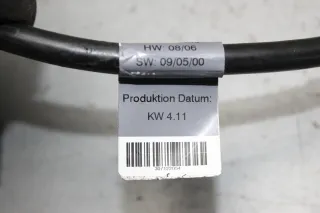 HW 08/06
SW 09/05/00
Produktion Datum:
KW 4.11